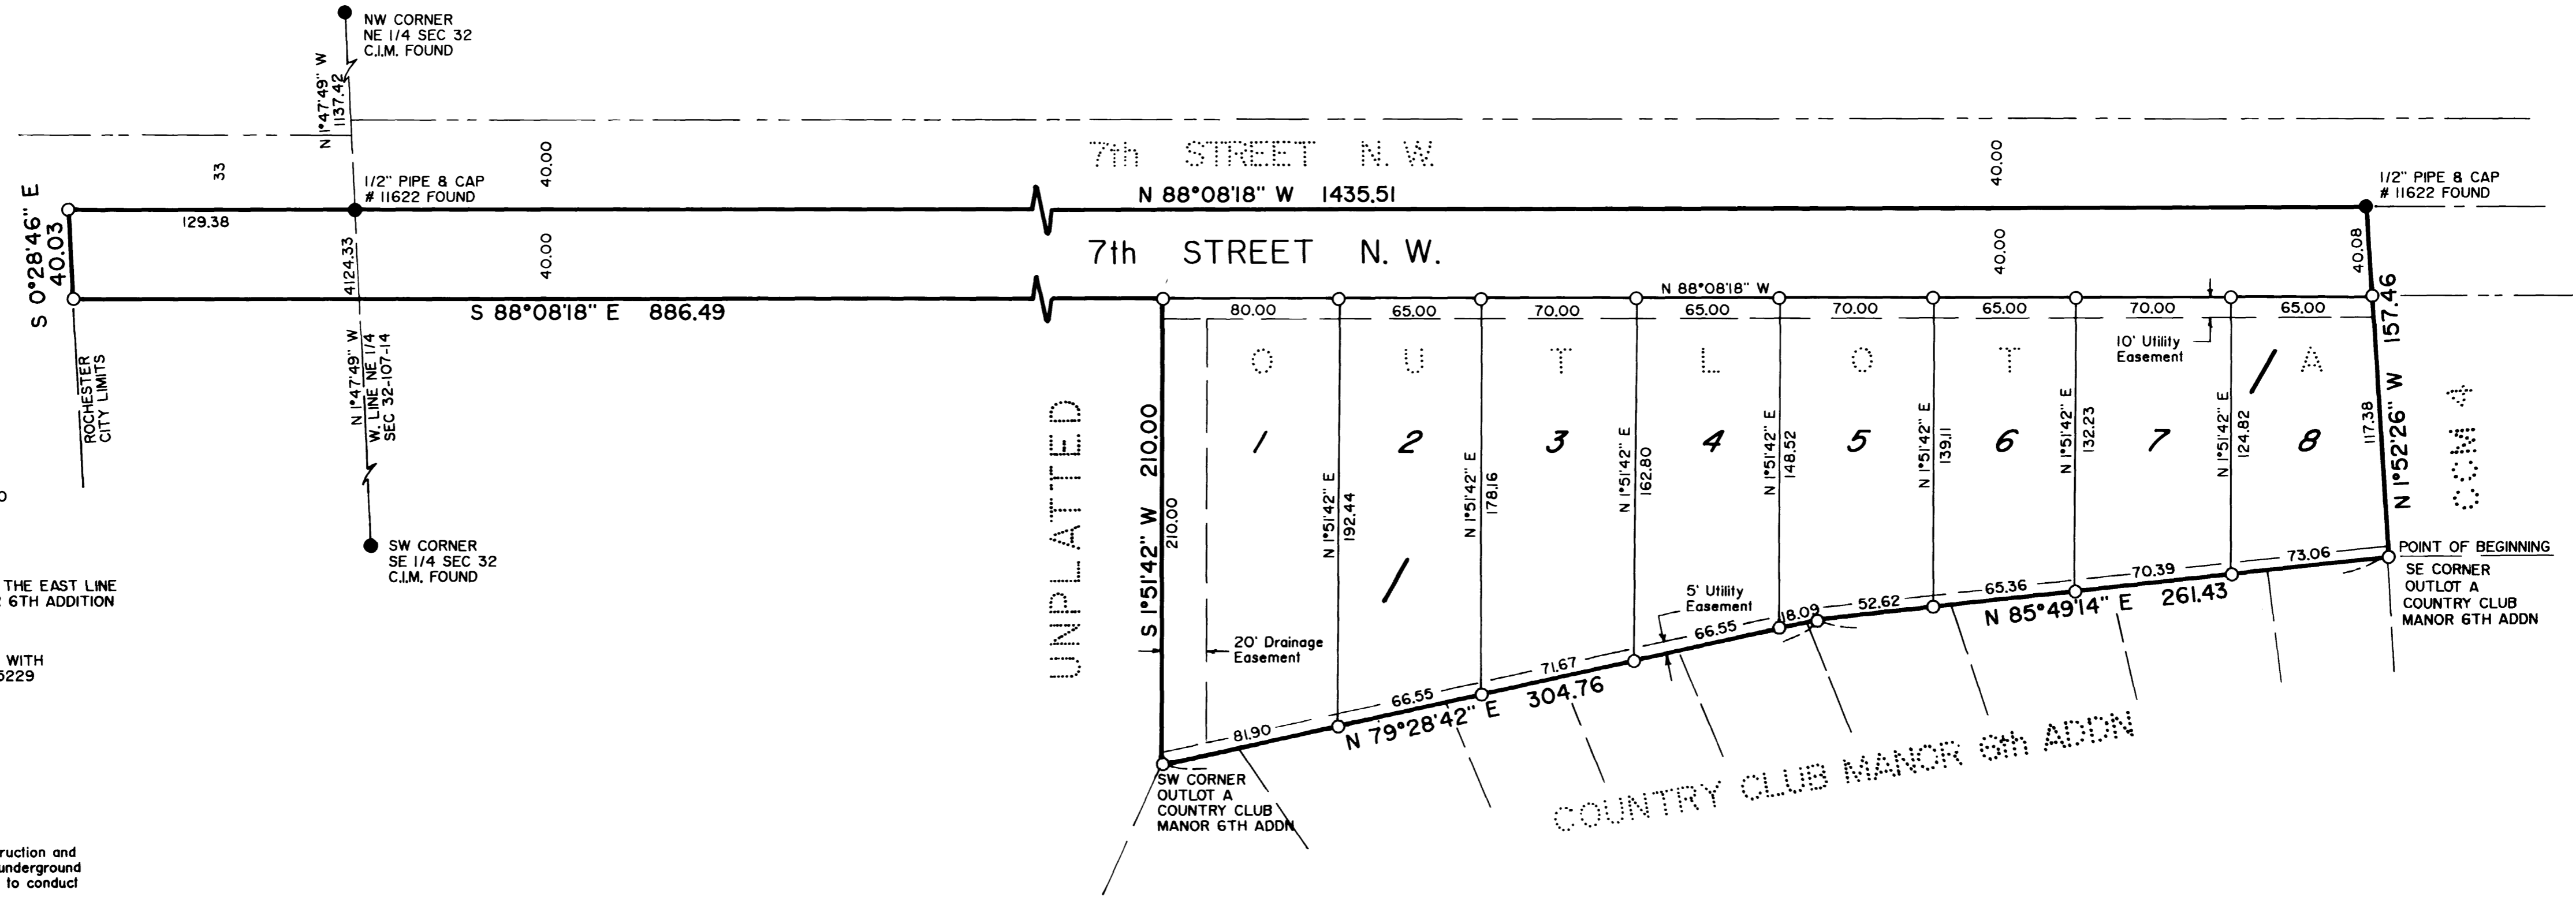 NW CORNER
NE 1/4 SEC 32
C.I.M. FOUND
N 1°47'49" W
1137.42
33
40.00
7th STREET N. W.
40.00
1/2" PIPE & CAP
# 11622 FOUND
1/2" PIPE & CAP
# 11622 FOUND
N 88°08'18" W 1435.51
S 0°28'46" E
40.03
129.38
4124.33
40.00
7th STREET N. W.
40.00
40.08
S 88°08'18" E 886.49
N 88°08'18" W
80.00
65.00
70.00
65.00
70.00
65.00
70.00
65.00
157.46
N 1°52'26" W
117.38
ROCHESTER
CITY LIMITS
N 1°47'49" W
W. LINE NE 1/4
SEC 32-107-14
10' Utility
Easement
OUTLOT A
1
CCM 4
UNPLATTED
S 1°51'42" W 210.00
210.00
1
2
3
4
5
6
7
8
N 1°51'42" E
192.44
N 1°51'42" E
178.16
N 1°51'42" E
162.80
N 1°51'42" E
148.52
N 1°51'42" E
139.11
N 1°51'42" E
132.23
N 1°51'42" E
124.82
SW CORNER
SE 1/4 SEC 32
C.I.M. FOUND
POINT OF BEGINNING
SE CORNER
OUTLOT A
COUNTRY CLUB
MANOR 6TH ADDN
THE EAST LINE
6TH ADDITION
WITH
5229
1
5' Utility
Easement
20' Drainage
Easement
81.90
66.55
71.67
66.55
18.09
52.62
65.36
70.39
73.06
N 79°28'42" E 304.76
N 85°49'14" E 261.43
SW CORNER
OUTLOT A
COUNTRY CLUB
MANOR 6TH ADDN
COUNTRY CLUB MANOR 6th ADDN
ruction and
underground
to conduct